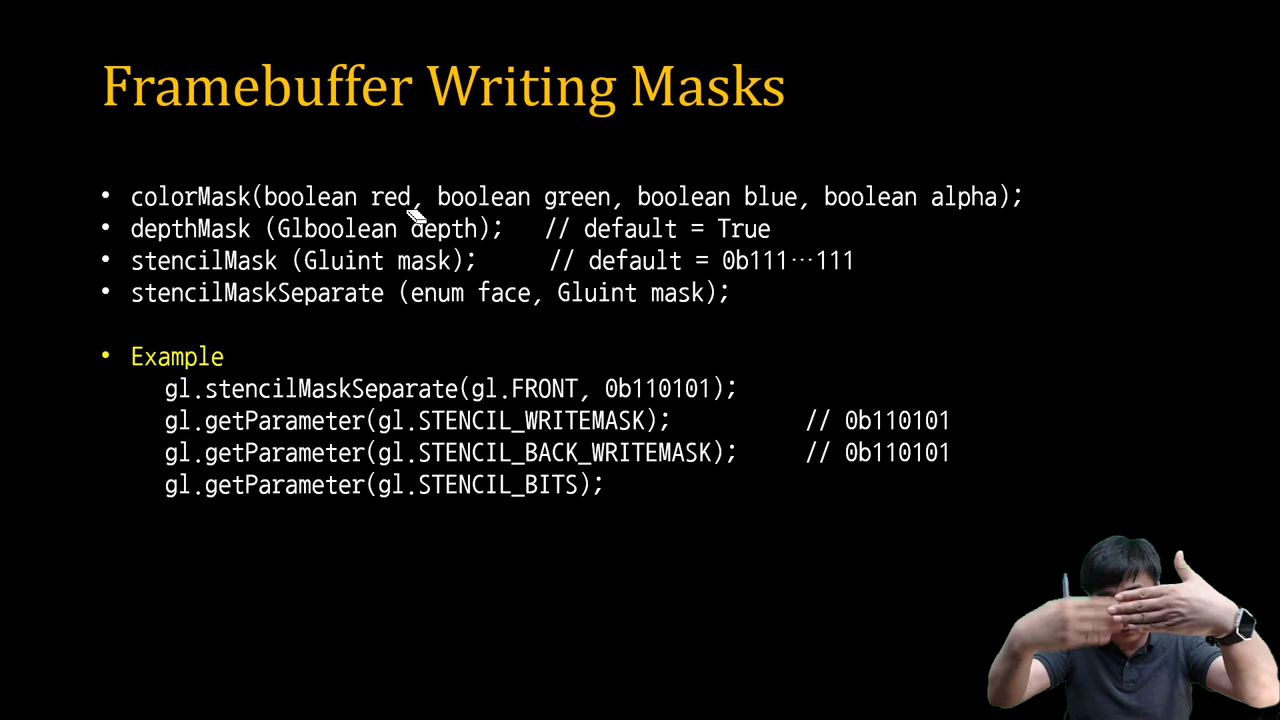 Framebuffer Writing Masks
• colorMask(boolean red, boolean green, boolean blue, boolean alpha);
• depthMask (Glboolean depth); // default = True
• stencilMask (Gluint mask); // default = 0b111⋯111
• stencilMaskSeparate (enum face, Gluint mask);
• Example
gl.stencilMaskSeparate(gl.FRONT, 0b110101);
gl.getParameter(gl.STENCIL_WRITEMASK); // 0b110101
gl.getParameter(gl.STENCIL_BACK_WRITEMASK); // 0b110101
gl.getParameter(gl.STENCIL_BITS);